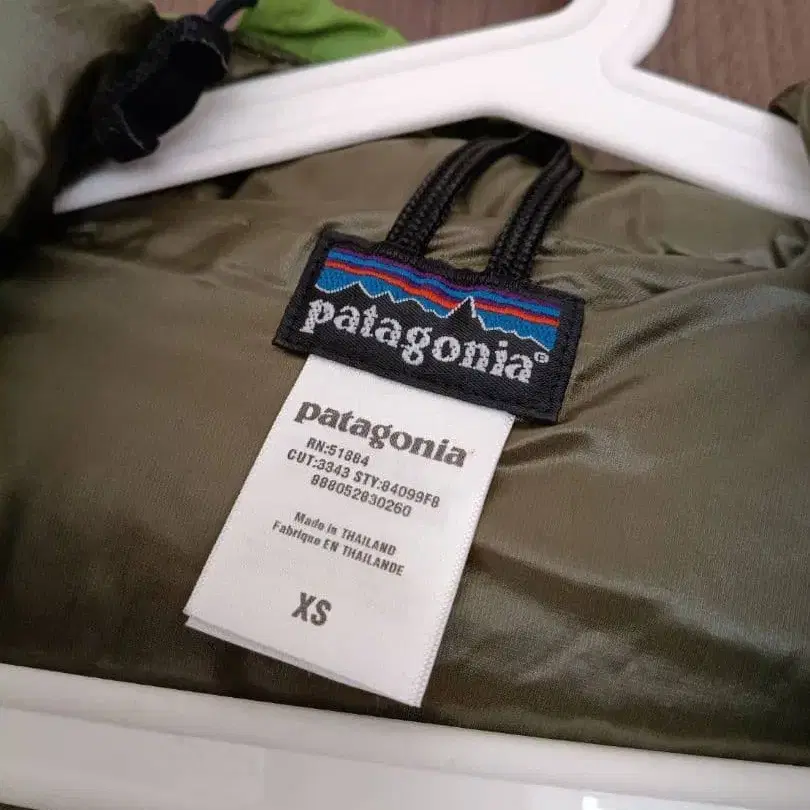 patagonia®
patagonia
RN:51884
CUT:3343 STY:84099F8
888052830260
Made in THAILAND
Fabriqué EN THAILANDE
XS